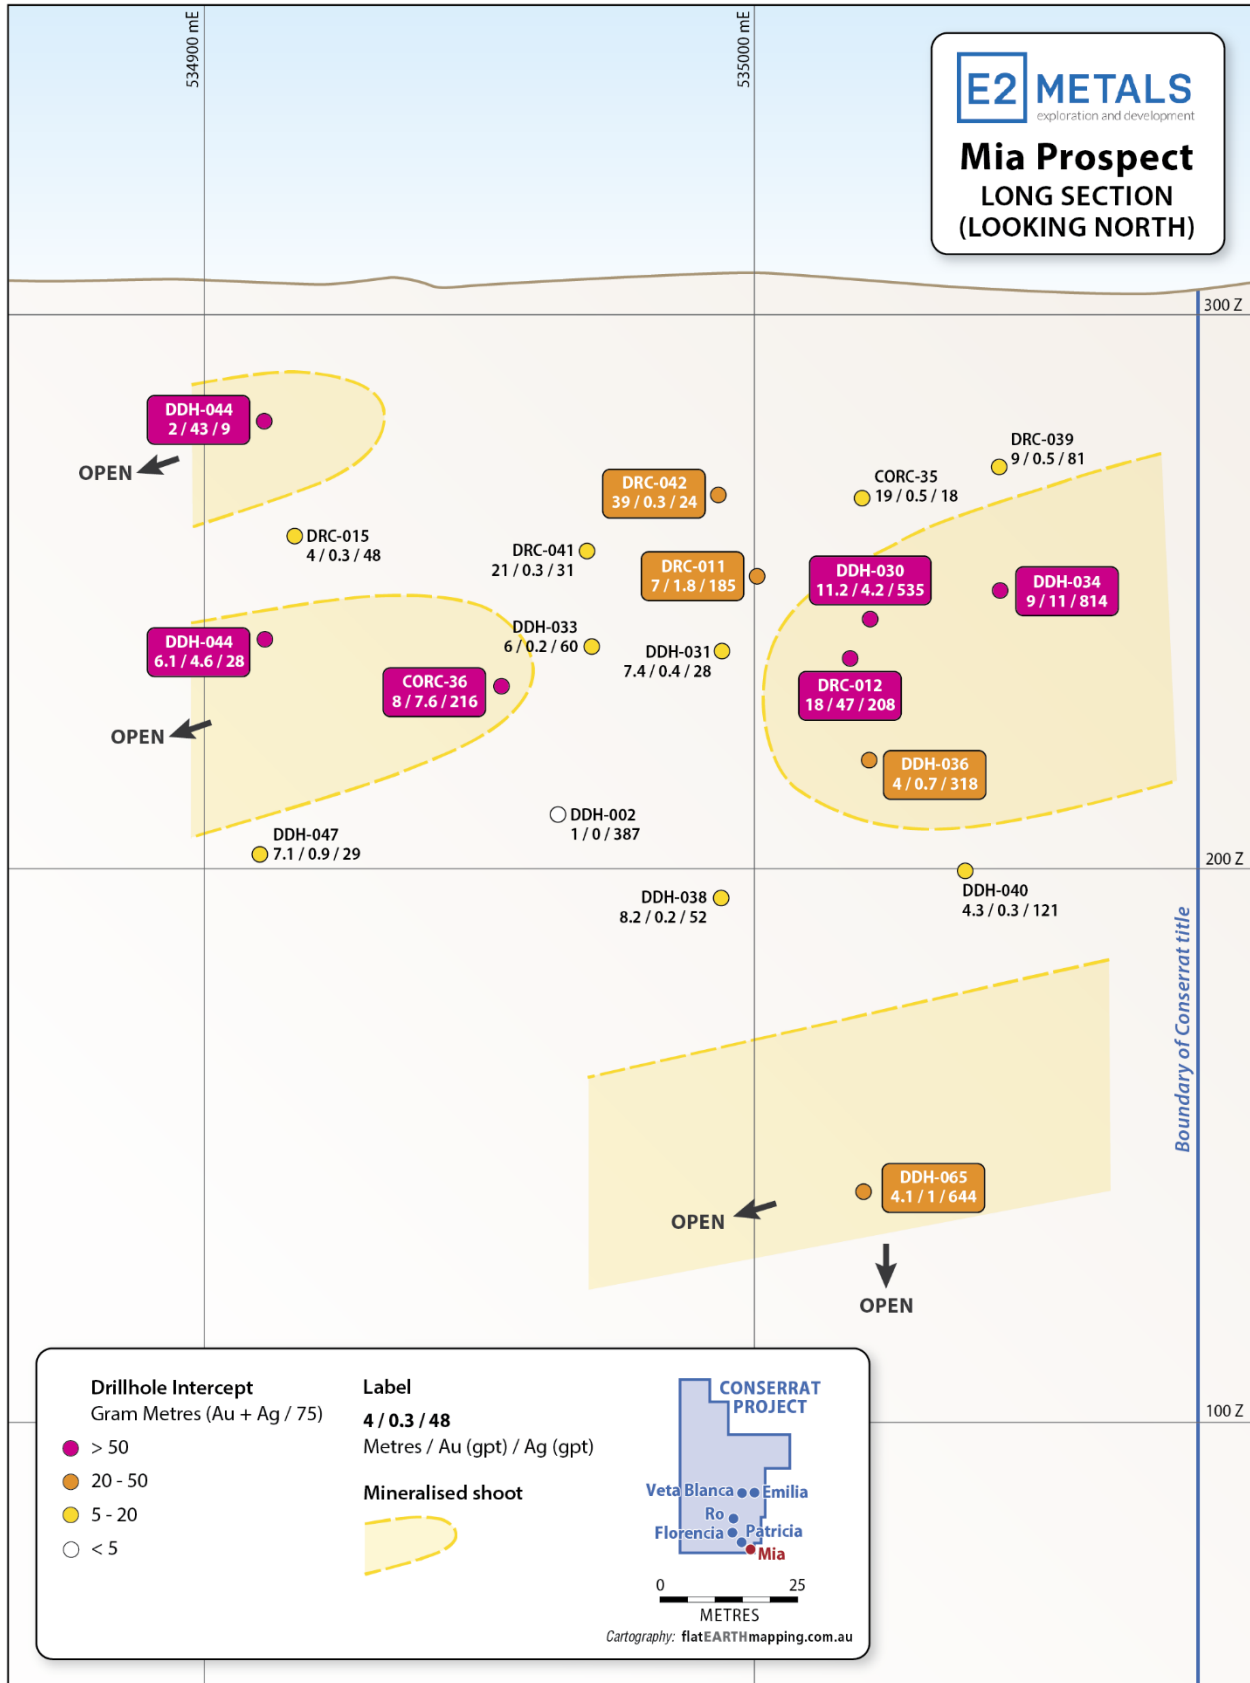 534900 mE
535000 mE
E2 METALS
exploration and development
Mia Prospect
LONG SECTION
(LOOKING NORTH)
300 Z
DDH-044
2 / 43 / 9
OPEN
DRC-039
9 / 0.5 / 81
CORC-35
19 / 0.5 / 18
DRC-042
39 / 0.3 / 24
DRC-015
4 / 0.3 / 48
DRC-041
21 / 0.3 / 31
DRC-011
7 / 1.8 / 185
DDH-030
11.2 / 4.2 / 535
DDH-034
9 / 11 / 814
DDH-044
6.1 / 4.6 / 28
DDH-033
6 / 0.2 / 60
DDH-031
7.4 / 0.4 / 28
CORC-36
8 / 7.6 / 216
DRC-012
18 / 47 / 208
OPEN
DDH-036
4 / 0.7 / 318
DDH-002
1 / 0 / 387
DDH-047
7.1 / 0.9 / 29
200 Z
DDH-038
8.2 / 0.2 / 52
DDH-040
4.3 / 0.3 / 121
Boundary of Conserrat title
DDH-065
4.1 / 1 / 644
OPEN
OPEN
100 Z
Drillhole Intercept
Gram Metres (Au + Ag / 75)
> 50
20 - 50
5 - 20
< 5
Label
4 / 0.3 / 48
Metres / Au (gpt) / Ag (gpt)
Mineralised shoot
CONSERRAT
PROJECT
Veta Blanca
Emilia
Ro
Florencia
Patricia
Mia
0 25
METRES
Cartography: flatEARTHmapping.com.au